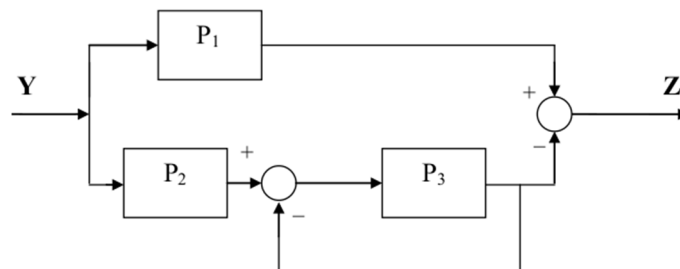 P₁
Y
+
Z
−
P₂
+
P₃
−